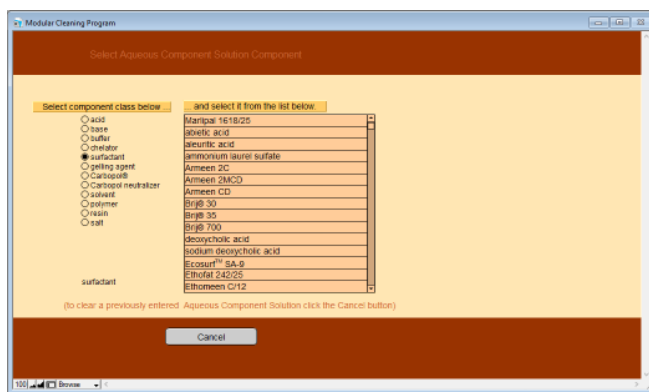 Modular Cleaning Program
Select Aqueous Component Solution Component
Select component class below ...
... and select it from the list below.
acid
base
buffer
chelator
surfactant
gelling agent
Carbopol®
Carbopol neutralizer
solvent
polymer
resin
salt
Marlipal 1618/25
abietic acid
aleuritic acid
ammonium laurel sulfate
Armeen 2C
Armeen 2MCD
Armeen CD
Brij® 30
Brij® 35
Brij® 700
deoxycholic acid
sodium deoxycholic acid
Ecosurf™ SA-9
Ethofat 242/25
Ethomeen C/12
surfactant
(to clear a previously entered Aqueous Component Solution click the Cancel button)
Cancel
100 Browse